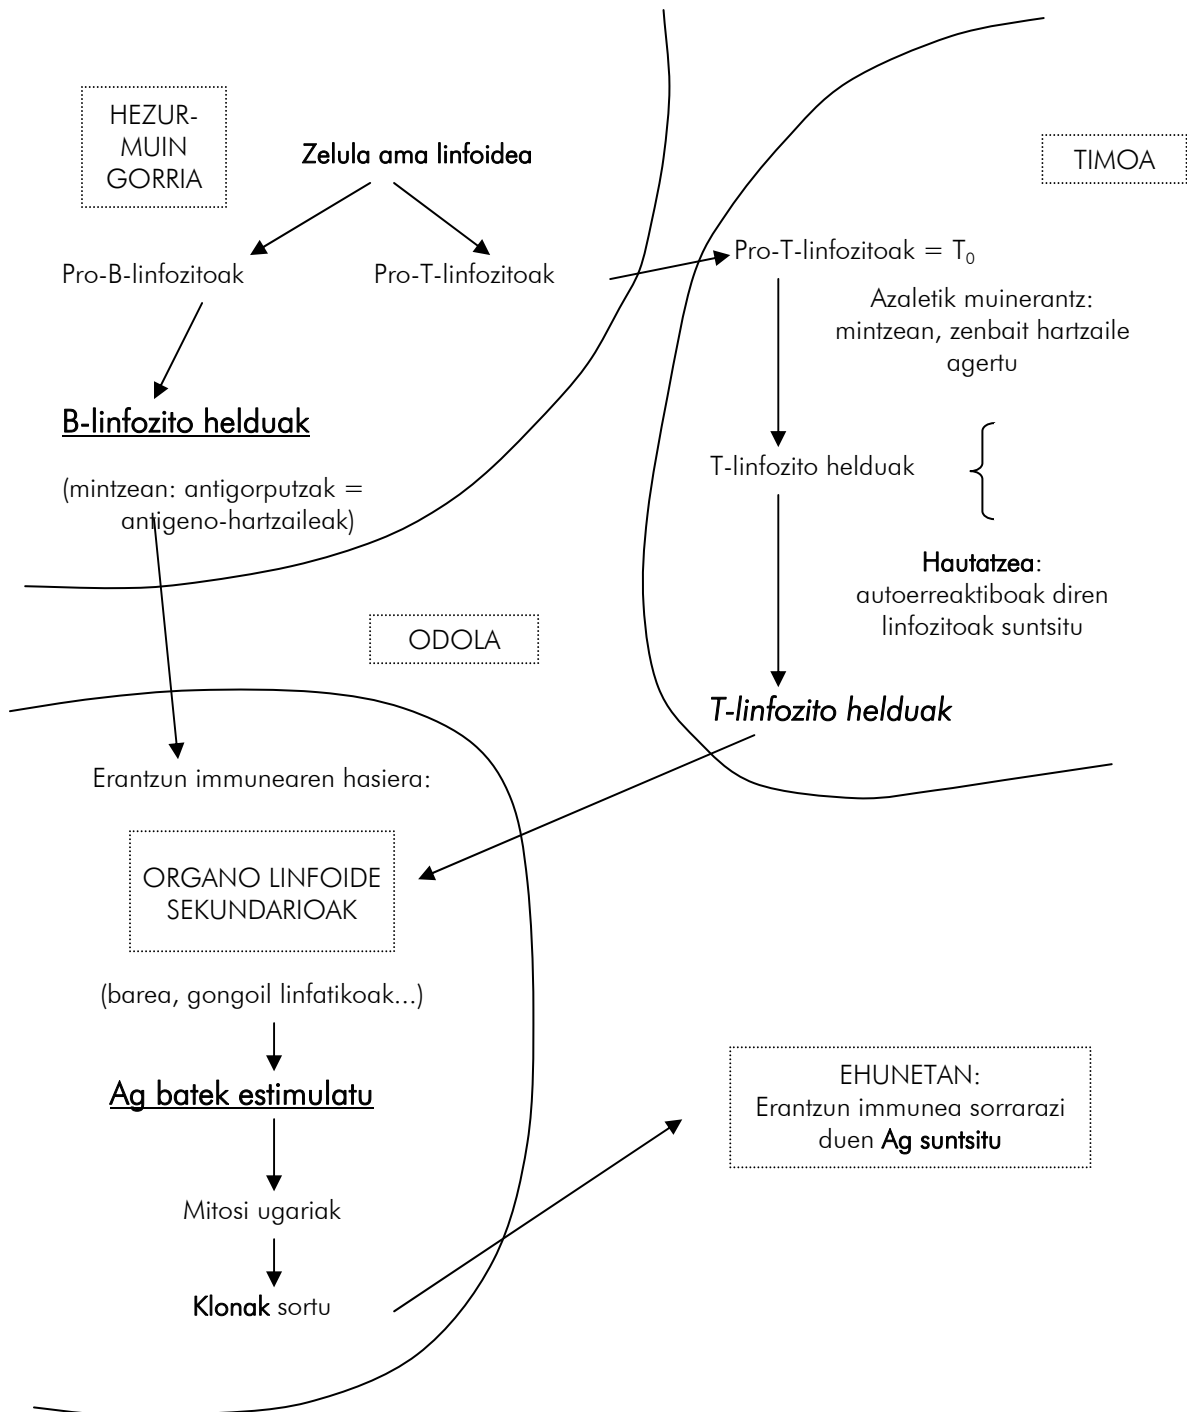 HEZUR-
MUIN
GORRIA
Zelula ama linfoidea
Pro-B-linfozitoak
Pro-T-linfozitoak
B-linfozito helduak
(mintzean: antigorputzak =
antigeno-hartzaileak)
TIMOA
Pro-T-linfozitoak = T₀
Azaletik muinerantz:
mintzean, zenbait hartzaile
agertu
T-linfozito helduak
Hautatzea:
autoerreaktiboak diren
linfozitoak suntsitu
T-linfozito helduak
ODOLA
Erantzun immunearen hasiera:
ORGANO LINFOIDE
SEKUNDARIOAK
(barea, gongoil linfatikoak...)
Ag batek estimulatu
Mitosi ugariak
Klonak sortu
EHUNETAN:
Erantzun immunea sorrarazi
duen Ag suntsitu